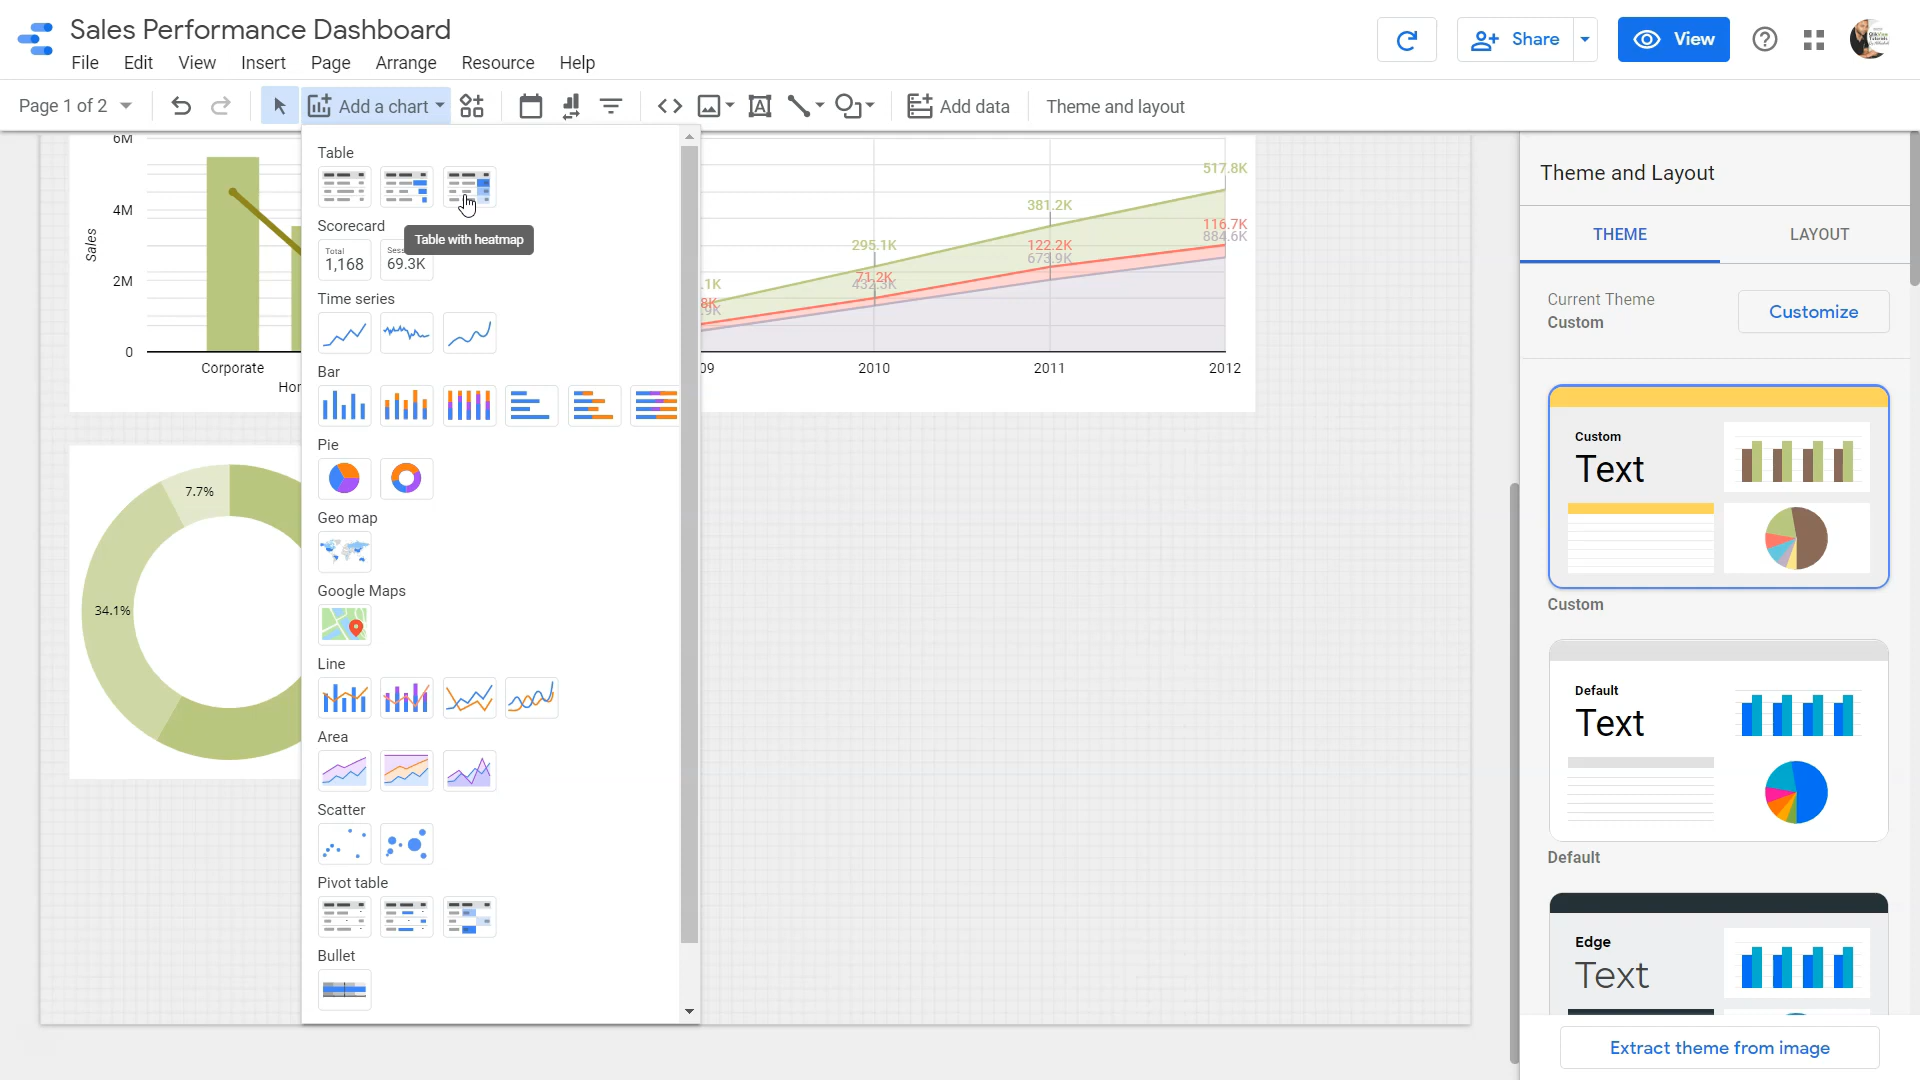 Sales Performance Dashboard
File Edit View Insert Page Arrange Resource Help
Share
View
Page 1 of 2
Add a chart
Add data
Theme and layout
6M
4M
2M
0
Sales
Corporate
7.7%
34.1%
Table
Table with heatmap
Scorecard
Total
1,168
69.3K
Time series
Bar
Pie
Geo map
Google Maps
Line
Area
Scatter
Pivot table
Bullet
517.8K
381.2K
295.1K
116.7K
884.6K
122.2K
673.9K
71.2K
432.3K
2010
2011
2012
Theme and Layout
THEME
LAYOUT
Current Theme
Custom
Customize
Custom
Text
Custom
Default
Text
Default
Edge
Text
Extract theme from image